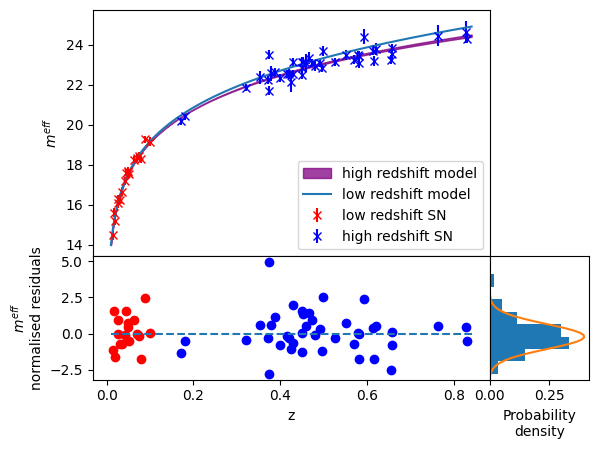 24
22
20
18
16
14
m^eff
high redshift model
low redshift model
low redshift SN
high redshift SN
5.0
2.5
0.0
−2.5
m^eff
normalised residuals
0.0
0.2
0.4
0.6
0.8
z
0.00
0.25
Probability
density